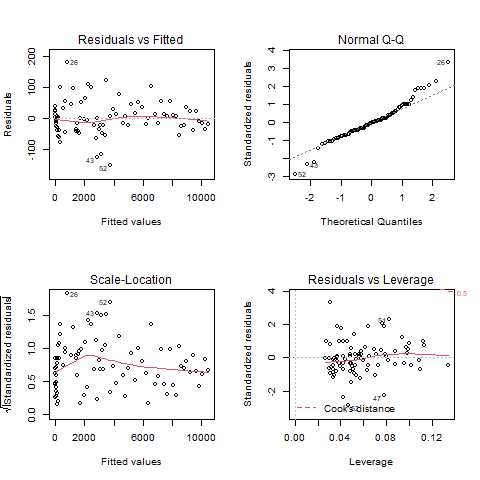 Residuals vs Fitted
Residuals
-100 0 100 200
26
43
52
0 2000 6000 10000
Fitted values
Normal Q-Q
Standardized residuals
-3 -1 0 1 2 3 4
26
43
52
-2 -1 0 1 2
Theoretical Quantiles
Scale-Location
√|Standardized residuals|
0.0 0.5 1.0 1.5
26
43
52
0 2000 6000 10000
Fitted values
Residuals vs Leverage
Standardized residuals
-2 0 2 4
0.5
47
Cook's distance
0.00 0.04 0.08 0.12
Leverage